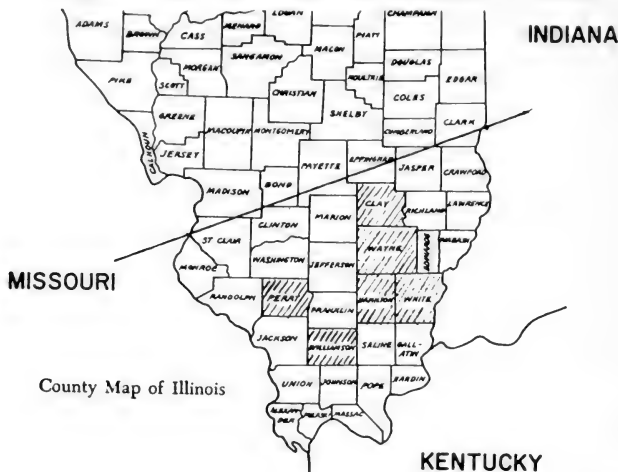 ADAMS
BROWN
CASS
MENARD
LOGAN
MACON
PIATT
CHAMPAIGN
INDIANA
PIKE
SCOTT
MORGAN
SANGAMON
CHRISTIAN
MOULTRIE
DOUGLAS
EDGAR
COLES
SHELBY
GREENE
MACOUPIN
MONTGOMERY
CUMBERLAND
CLARK
CALHOUN
JERSEY
FAYETTE
EFFINGHAM
JASPER
CRAWFORD
MADISON
BOND
CLAY
RICHLAND
LAWRENCE
MARION
CLINTON
ST CLAIR
WAYNE
EDWARDS
WABASH
WASHINGTON
JEFFERSON
MISSOURI
MONROE
RANDOLPH
PERRY
HAMILTON
WHITE
FRANKLIN
JACKSON
WILLIAMSON
SALINE
GALL-
ATIN
County Map of Illinois
UNION
JOHNSON
POPE
HARDIN
MASSAC
KENTUCKY